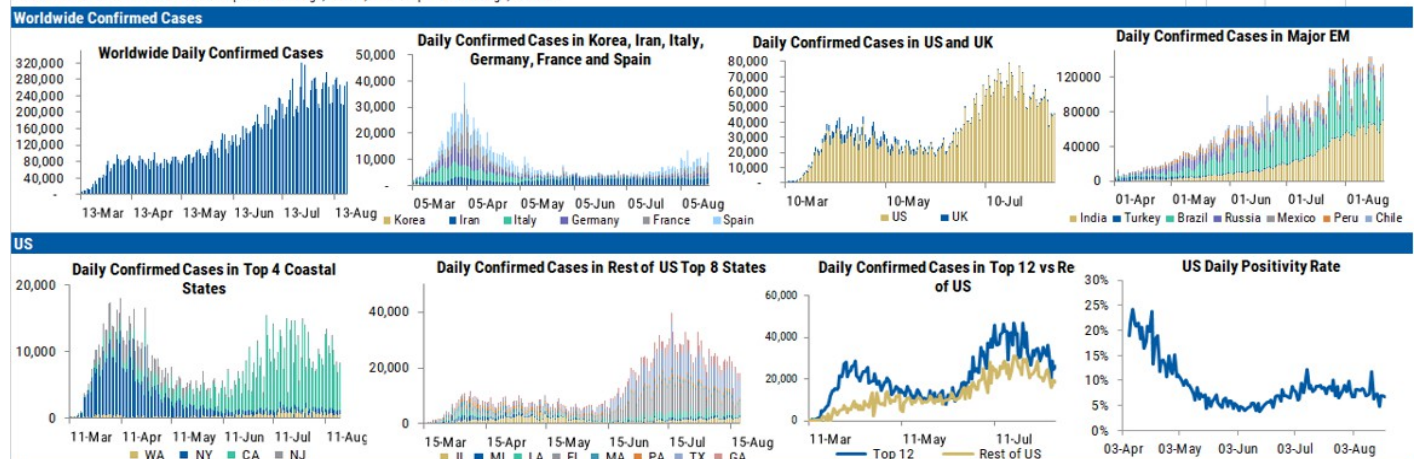 Worldwide Confirmed Cases
Worldwide Daily Confirmed Cases
320,000
280,000
240,000
200,000
160,000
120,000
80,000
40,000
-
13-Mar 13-Apr 13-May 13-Jun 13-Jul 13-Aug
Daily Confirmed Cases in Korea, Iran, Italy,
Germany, France and Spain
50,000
40,000
30,000
20,000
10,000
-
05-Mar 05-Apr 05-May 05-Jun 05-Jul 05-Aug
Korea Iran Italy Germany France Spain
Daily Confirmed Cases in US and UK
80,000
70,000
60,000
50,000
40,000
30,000
20,000
10,000
-
10-Mar 10-May 10-Jul
US UK
Daily Confirmed Cases in Major EM
120000
80000
40000
0
01-Apr 01-May 01-Jun 01-Jul 01-Aug
India Turkey Brazil Russia Mexico Peru Chile
US
Daily Confirmed Cases in Top 4 Coastal
States
20,000
10,000
0
11-Mar 11-Apr 11-May 11-Jun 11-Jul 11-Aug
WA NY CA NJ
Daily Confirmed Cases in Rest of US Top 8 States
40,000
20,000
0
15-Mar 15-Apr 15-May 15-Jun 15-Jul 15-Aug
IL MI LA FL MA PA TX GA
Daily Confirmed Cases in Top 12 vs Re
of US
60,000
40,000
20,000
0
11-Mar 11-May 11-Jul
Top 12 Rest of US
US Daily Positivity Rate
30%
25%
20%
15%
10%
5%
0%
03-Apr 03-May 03-Jun 03-Jul 03-Aug